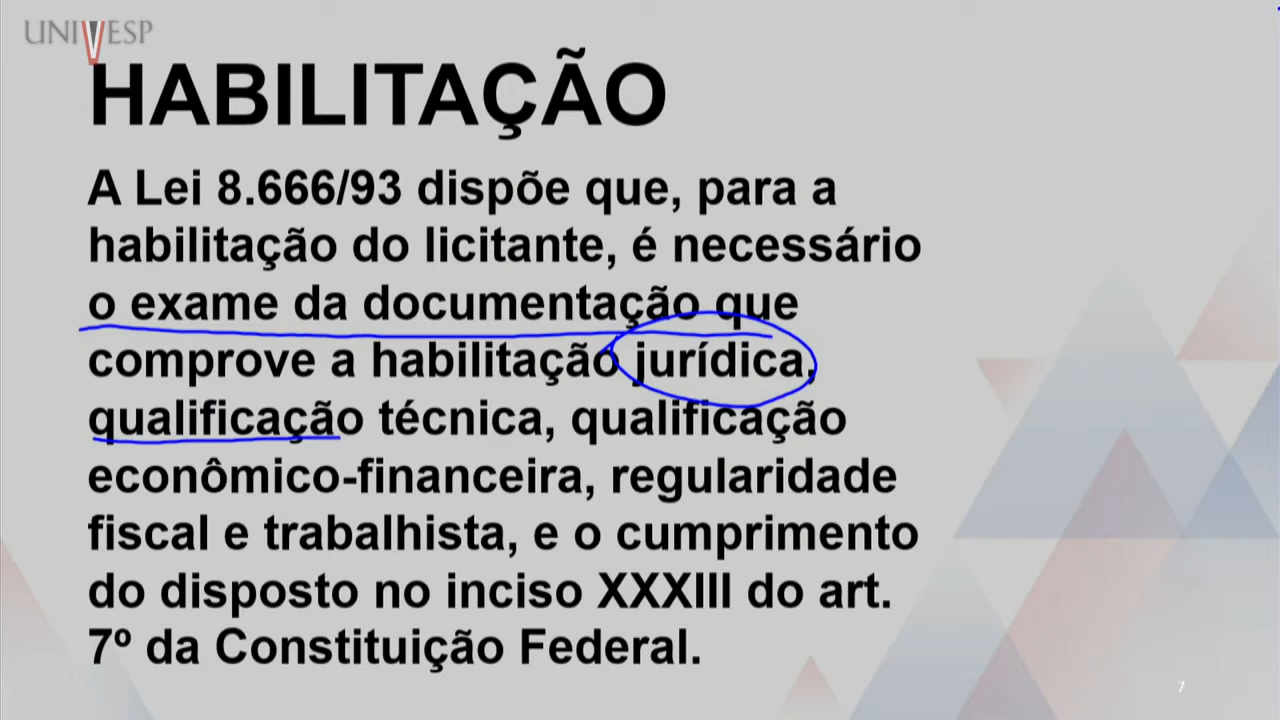 UNIVESP
HABILITAÇÃO
A Lei 8.666/93 dispõe que, para a
habilitação do licitante, é necessário
o exame da documentação que
comprove a habilitação jurídica,
qualificação técnica, qualificação
econômico-financeira, regularidade
fiscal e trabalhista, e o cumprimento
do disposto no inciso XXXIII do art.
7º da Constituição Federal.
7